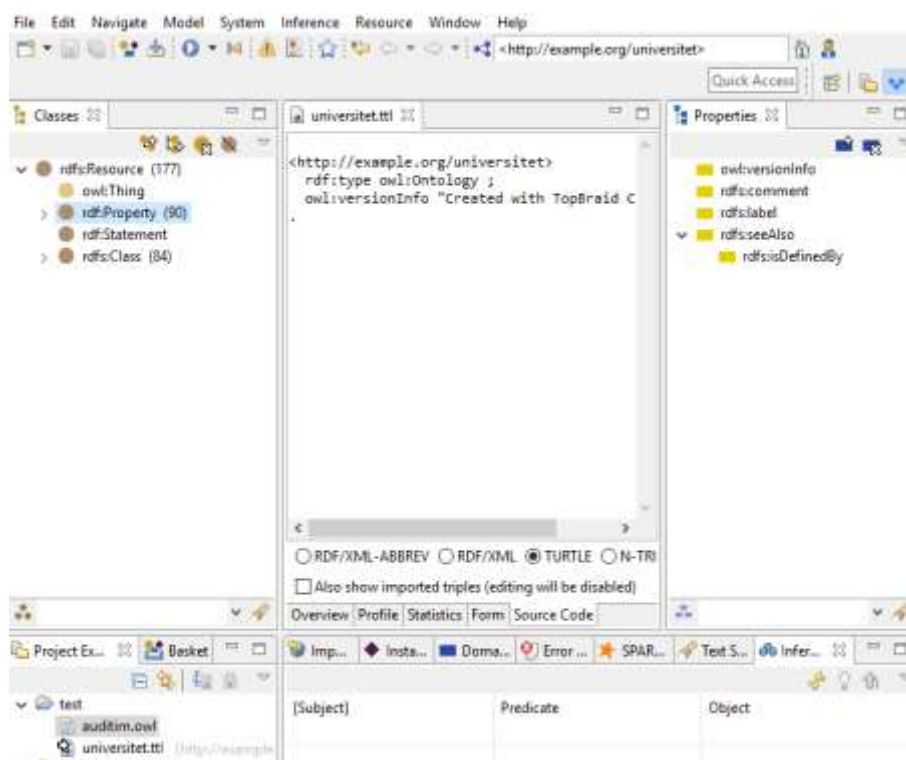 File Edit Navigate Model System Inference Resource Window Help
<http://example.org/universitet>
Quick Access
Classes
rdfs:Resource (177)
owl:Thing
rdf:Property (90)
rdf:Statement
rdfs:Class (84)
universitet.ttl
<http://example.org/universitet>
rdf:type owl:Ontology ;
owl:versionInfo "Created with TopBraid C
.
RDF/XML-ABBREV RDF/XML TURTLE N-TRI
Also show imported triples (editing will be disabled)
Overview Profile Statistics Form Source Code
Properties
owl:versionInfo
rdfs:comment
rdfs:label
rdfs:seeAlso
rdfs:isDefinedBy
Project Ex... Basket
test
auditim.owl
universitet.ttl (http://example
Imp... Insta... Doma... Error ... SPAR... Text S... Infer...
[Subject] Predicate Object